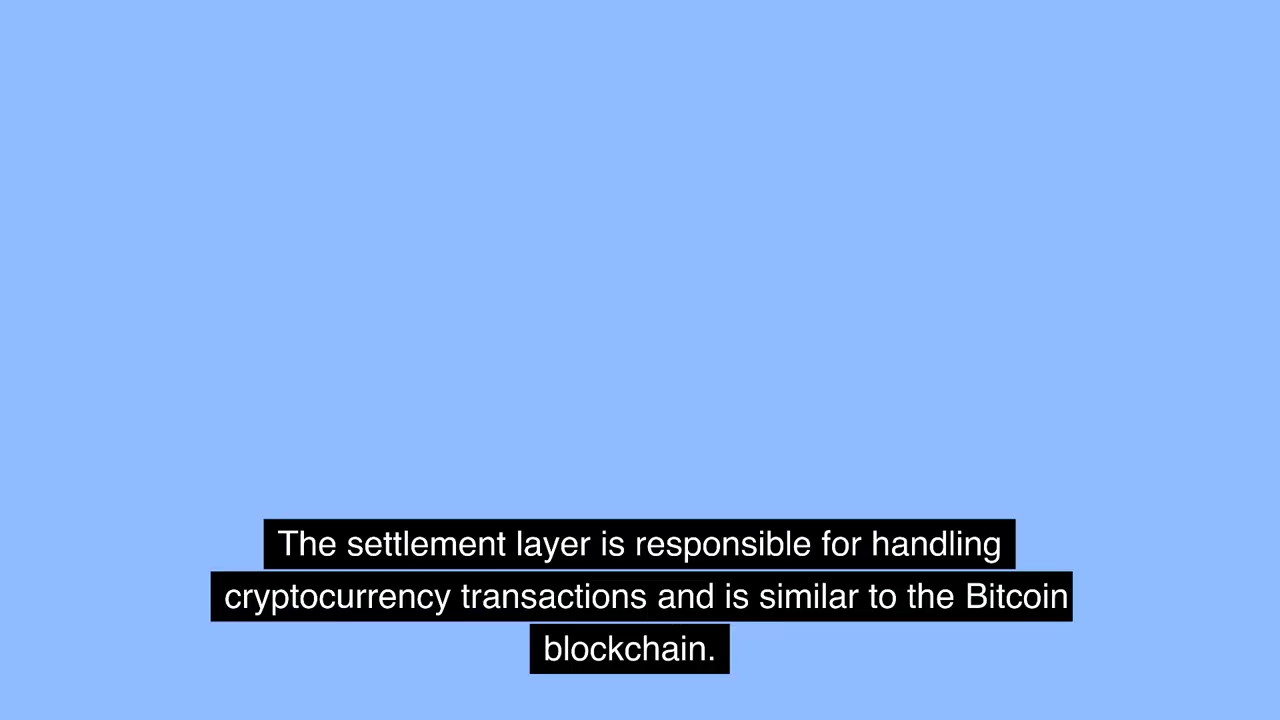 The settlement layer is responsible for handling
cryptocurrency transactions and is similar to the Bitcoin
blockchain.